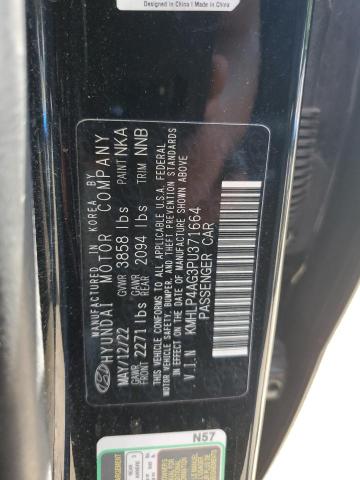 Designed in China | Made in China
MANUFACTURED IN KOREA BY
HYUNDAI MOTOR COMPANY
MAY/12/22 GVWR 3858 lbs PAINT NKA
GAWR FRONT 2271 lbs GAWR REAR 2094 lbs TRIM NNB
THIS VEHICLE CONFORMS TO ALL APPLICABLE U.S.A. FEDERAL
MOTOR VEHICLE SAFETY, BUMPER, AND THEFT PREVENTION STANDARDS
IN EFFECT ON THE DATE OF MANUFACTURE SHOWN ABOVE.
V.I.N KMHLP4AG3PU371664
PASSENGER CAR
N57